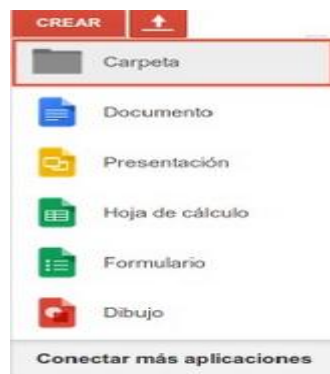 CREAR
Carpeta
Documento
Presentación
Hoja de cálculo
Formulario
Dibujo
Conectar más aplicaciones